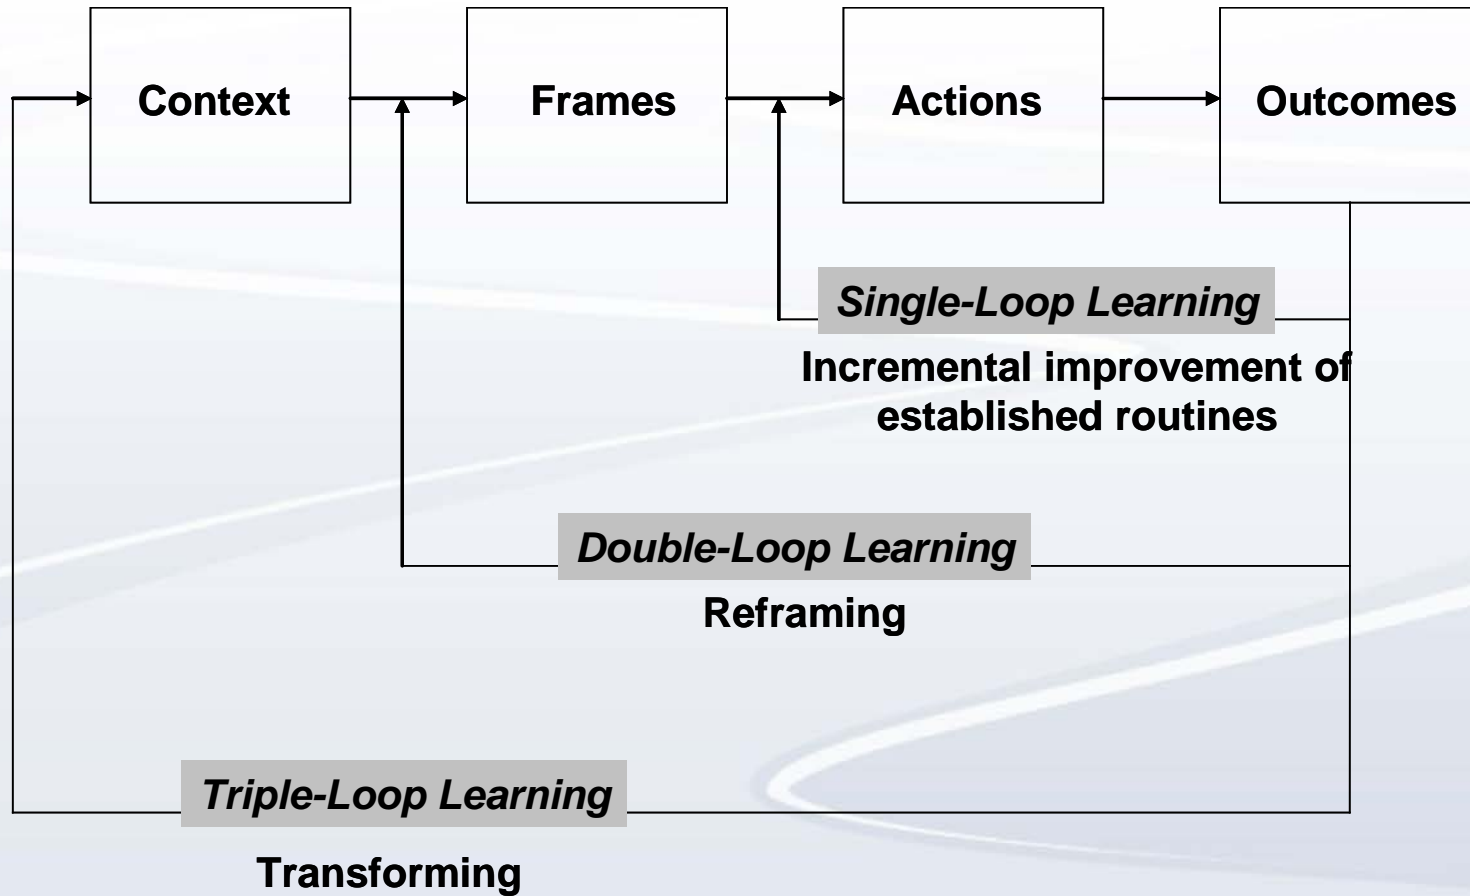 Context
Frames
Actions
Outcomes
Single-Loop Learning
Incremental improvement of
established routines
Double-Loop Learning
Reframing
Triple-Loop Learning
Transforming